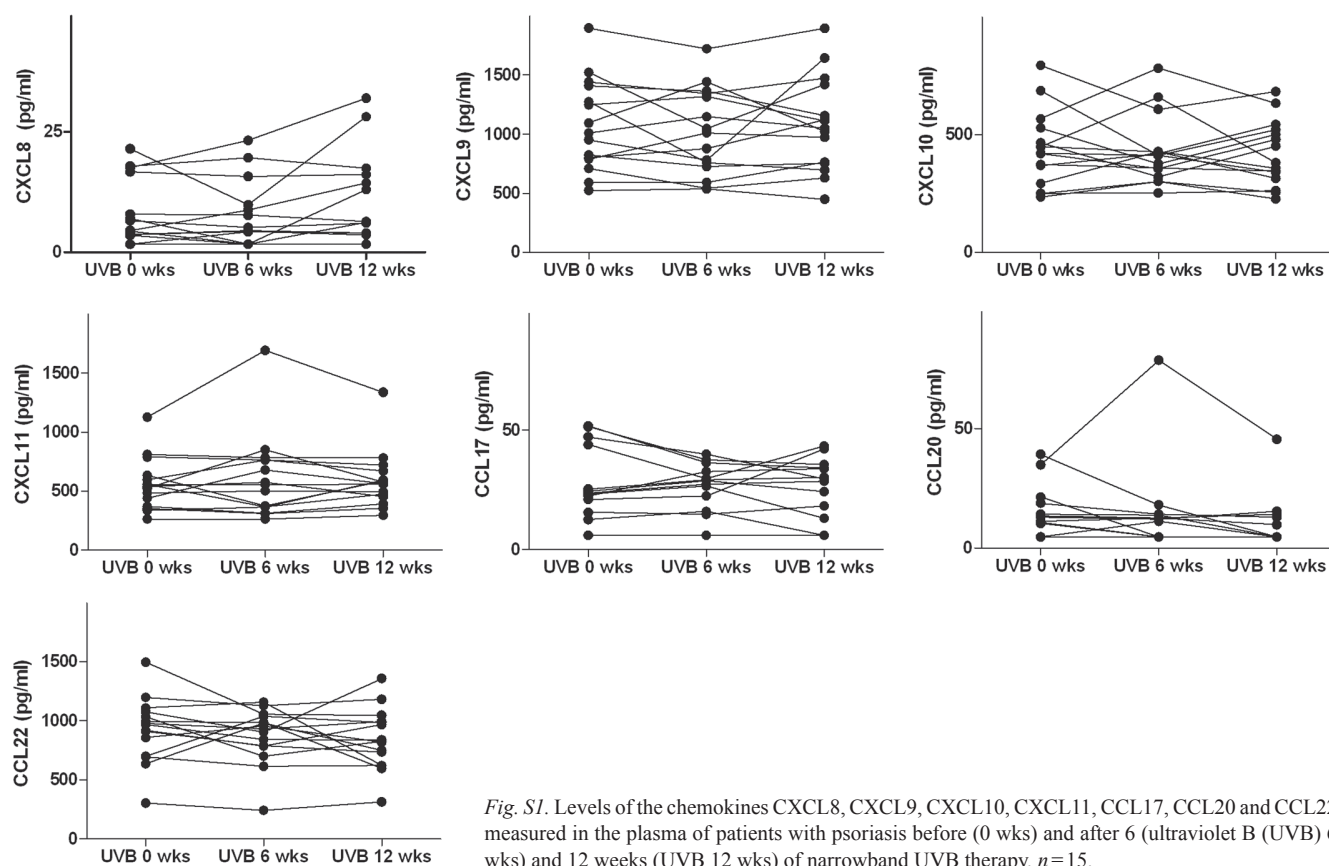 CXCL8 (pg/ml)
25
0
UVB 0 wks UVB 6 wks UVB 12 wks
CXCL9 (pg/ml)
1500
1000
500
0
UVB 0 wks UVB 6 wks UVB 12 wks
CXCL10 (pg/ml)
500
0
UVB 0 wks UVB 6 wks UVB 12 wks
CXCL11 (pg/ml)
1500
1000
500
0
UVB 0 wks UVB 6 wks UVB 12 wks
CCL17 (pg/ml)
50
0
UVB 0 wks UVB 6 wks UVB 12 wks
CCL20 (pg/ml)
50
0
UVB 0 wks UVB 6 wks UVB 12 wks
CCL22 (pg/ml)
1500
1000
500
0
UVB 0 wks UVB 6 wks UVB 12 wks
Fig. S1. Levels of the chemokines CXCL8, CXCL9, CXCL10, CXCL11, CCL17, CCL20 and CCL22
measured in the plasma of patients with psoriasis before (0 wks) and after 6 (ultraviolet B (UVB) 6
wks) and 12 weeks (UVB 12 wks) of narrowband UVB therapy. n=15.